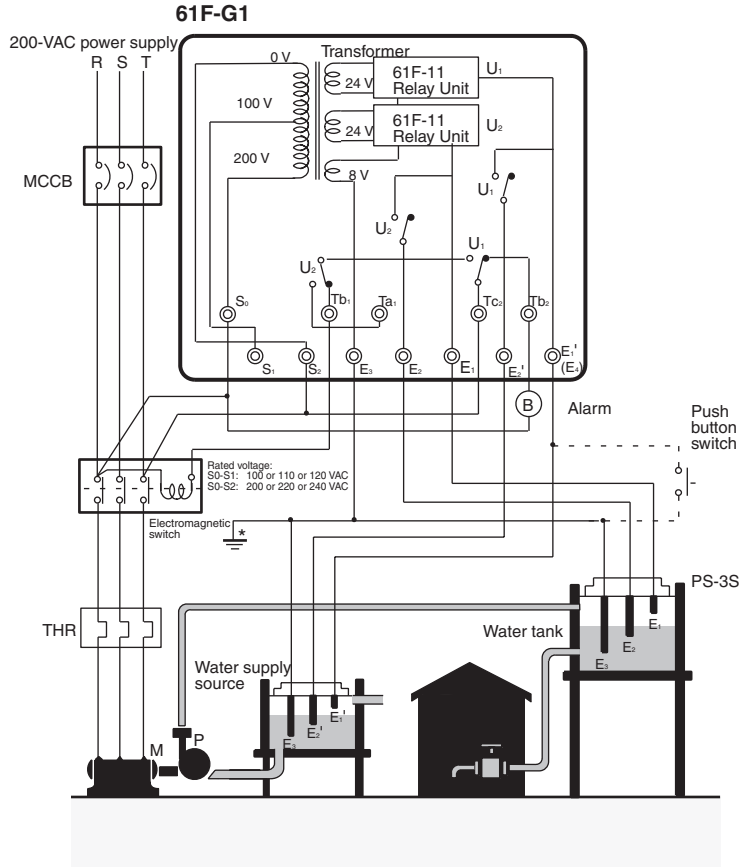 61F-G1
200-VAC power supply
R S T
0 V
Transformer
24 V
61F-11
Relay Unit
U₁
100 V
24 V
61F-11
Relay Unit
U₂
200 V
8 V
MCCB
U₁
U₂
U₁
U₂
S₀
Tb₁
Ta₁
Tc₂
Tb₂
S₁
S₂
E₃
E₂
E₁
E₂'
E₁'
(E₄)
B
Alarm
Push
button
switch
Rated voltage:
S0-S1: 100 or 110 or 120 VAC
S0-S2: 200 or 220 or 240 VAC
Electromagnetic
switch
*
PS-3S
THR
Water tank
E₁
E₂
E₃
Water supply
source
E₁'
E₂'
E₃
M
P